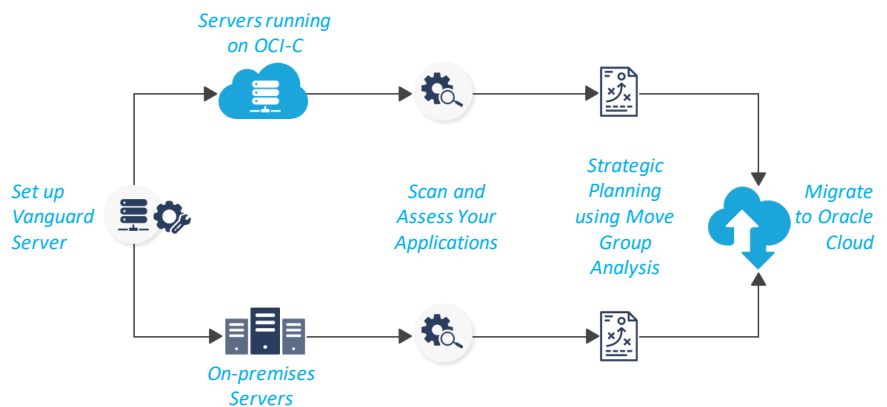 Servers running
on OCI-C
Set up
Vanguard
Server
Scan and
Assess Your
Applications
Strategic
Planning
using Move
Group
Analysis
Migrate
to Oracle
Cloud
On-premises
Servers